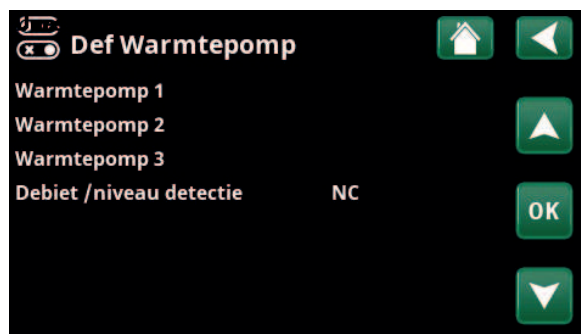 Def Warmtepomp
Warmtepomp 1
Warmtepomp 2
Warmtepomp 3
Debiet /niveau detectie NC
OK